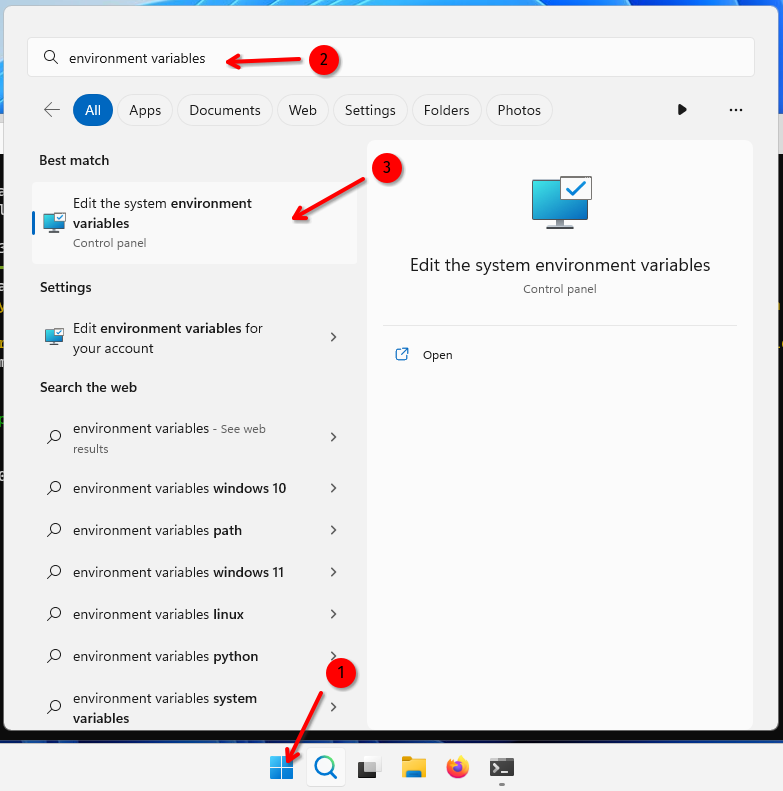 environment variables
2
All
Apps
Documents
Web
Settings
Folders
Photos
Best match
3
Edit the system environment
variables
Control panel
Edit the system environment variables
Control panel
Open
Settings
Edit environment variables for
your account
Search the web
environment variables - See web
results
environment variables windows 10
environment variables path
environment variables windows 11
environment variables linux
environment variables python
1
environment variables system
variables